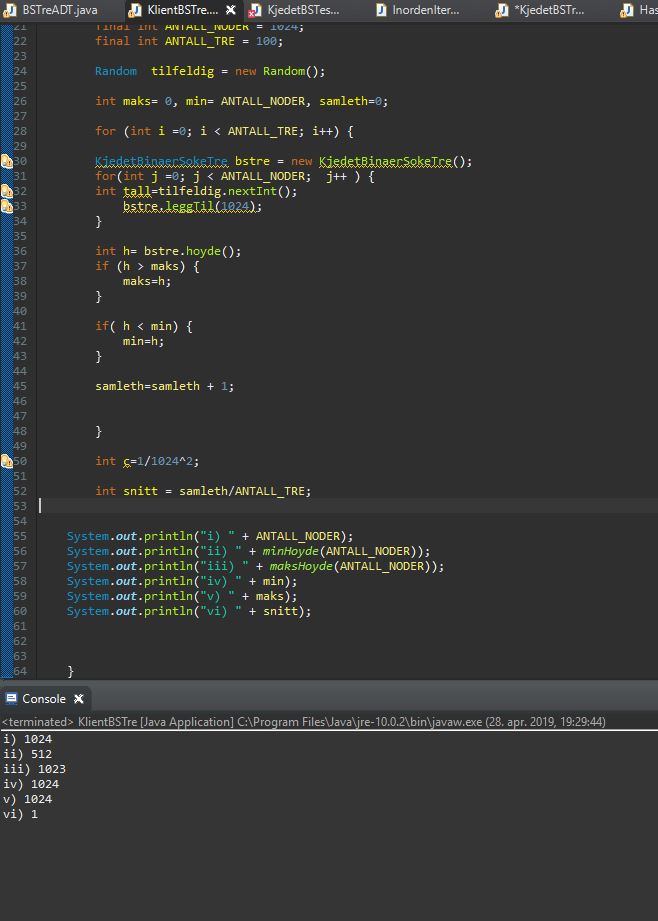 BSTreADT.java KlientBSTre.... KjedetBSTes... InordenIter... *KjedetBSTr... Has
21 final int ANTALL_NODER = 1024;
22 final int ANTALL_TRE = 100;
23
24 Random  tilfeldig = new Random();
25
26 int maks= 0, min= ANTALL_NODER, samleth=0;
27
28 for (int i =0; i < ANTALL_TRE; i++) {
29
30 KjedetBinaerSokeTre bstre = new KjedetBinaerSokeTre();
31 for(int j =0; j < ANTALL_NODER;  j++ ) {
32 int tall=tilfeldig.nextInt();
33 bstre.leggTil(1024);
34 }
35
36 int h= bstre.hoyde();
37 if (h > maks) {
38 maks=h;
39 }
40
41 if( h < min) {
42 min=h;
43 }
44
45 samleth=samleth + 1;
46
47
48 }
49
50 int c=1/1024^2;
51
52 int snitt = samleth/ANTALL_TRE;
53
54
55 System.out.println("i) " + ANTALL_NODER);
56 System.out.println("ii) " + minHoyde(ANTALL_NODER));
57 System.out.println("iii) " + maksHoyde(ANTALL_NODER));
58 System.out.println("iv) " + min);
59 System.out.println("v) " + maks);
60 System.out.println("vi) " + snitt);
61
62
63
64 }
Console
<terminated> KlientBSTre [Java Application] C:\Program Files\Java\jre-10.0.2\bin\javaw.exe (28. apr. 2019, 19:29:44)
i) 1024
ii) 512
iii) 1023
iv) 1024
v) 1024
vi) 1